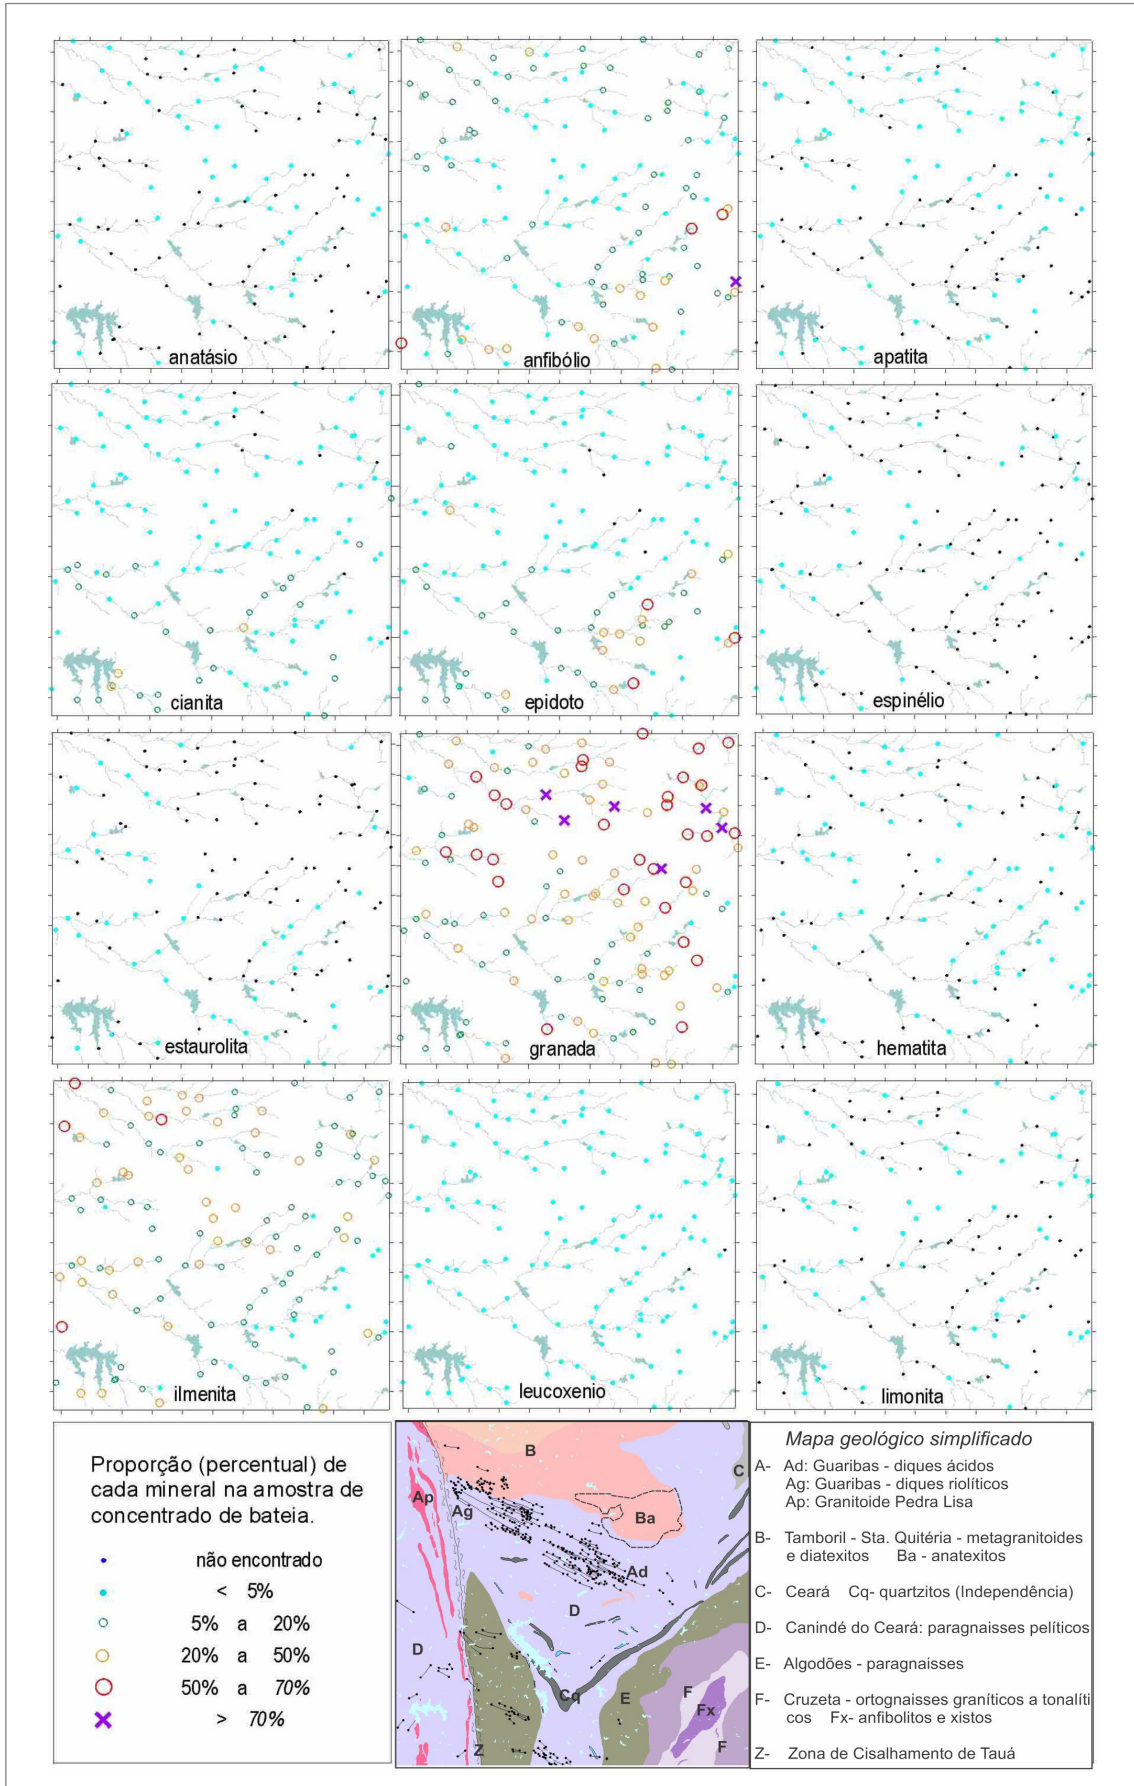 anatásio
anfibólio
apatita
cianita
epidoto
espinélio
estaurolita
granada
hematita
ilmenita
leucoxenio
limonita
Proporção (percentual) de
cada mineral na amostra de
concentrado de bateia.
não encontrado
< 5%
5% a 20%
20% a 50%
50% a 70%
> 70%
B
C
Ap
Ag
Ba
Ad
D
D
Cq
E
F
Fx
F
Z
Mapa geológico simplificado
A- Ad: Guaribas - diques ácidos
Ag: Guaribas - diques riolíticos
Ap: Granitoide Pedra Lisa
B- Tamboril - Sta. Quitéria - metagranitoides
e diatexitos Ba - anatexitos
C- Ceará Cq- quartzitos (Independência)
D- Canindé do Ceará: paragnaisses pelíticos
E- Algodões - paragnaisses
F- Cruzeta - ortognaisses graníticos a tonalíti
cos Fx- anfibolitos e xistos
Z- Zona de Cisalhamento de Tauá